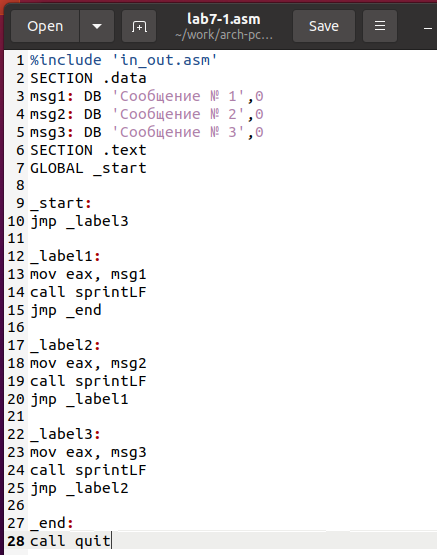 Open
lab7-1.asm
~/work/arch-pc...
Save
1 %include 'in_out.asm'
2 SECTION .data
3 msg1: DB 'Сообщение № 1',0
4 msg2: DB 'Сообщение № 2',0
5 msg3: DB 'Сообщение № 3',0
6 SECTION .text
7 GLOBAL _start
8
9 _start:
10 jmp _label3
11
12 _label1:
13 mov eax, msg1
14 call sprintLF
15 jmp _end
16
17 _label2:
18 mov eax, msg2
19 call sprintLF
20 jmp _label1
21
22 _label3:
23 mov eax, msg3
24 call sprintLF
25 jmp _label2
26
27 _end:
28 call quit